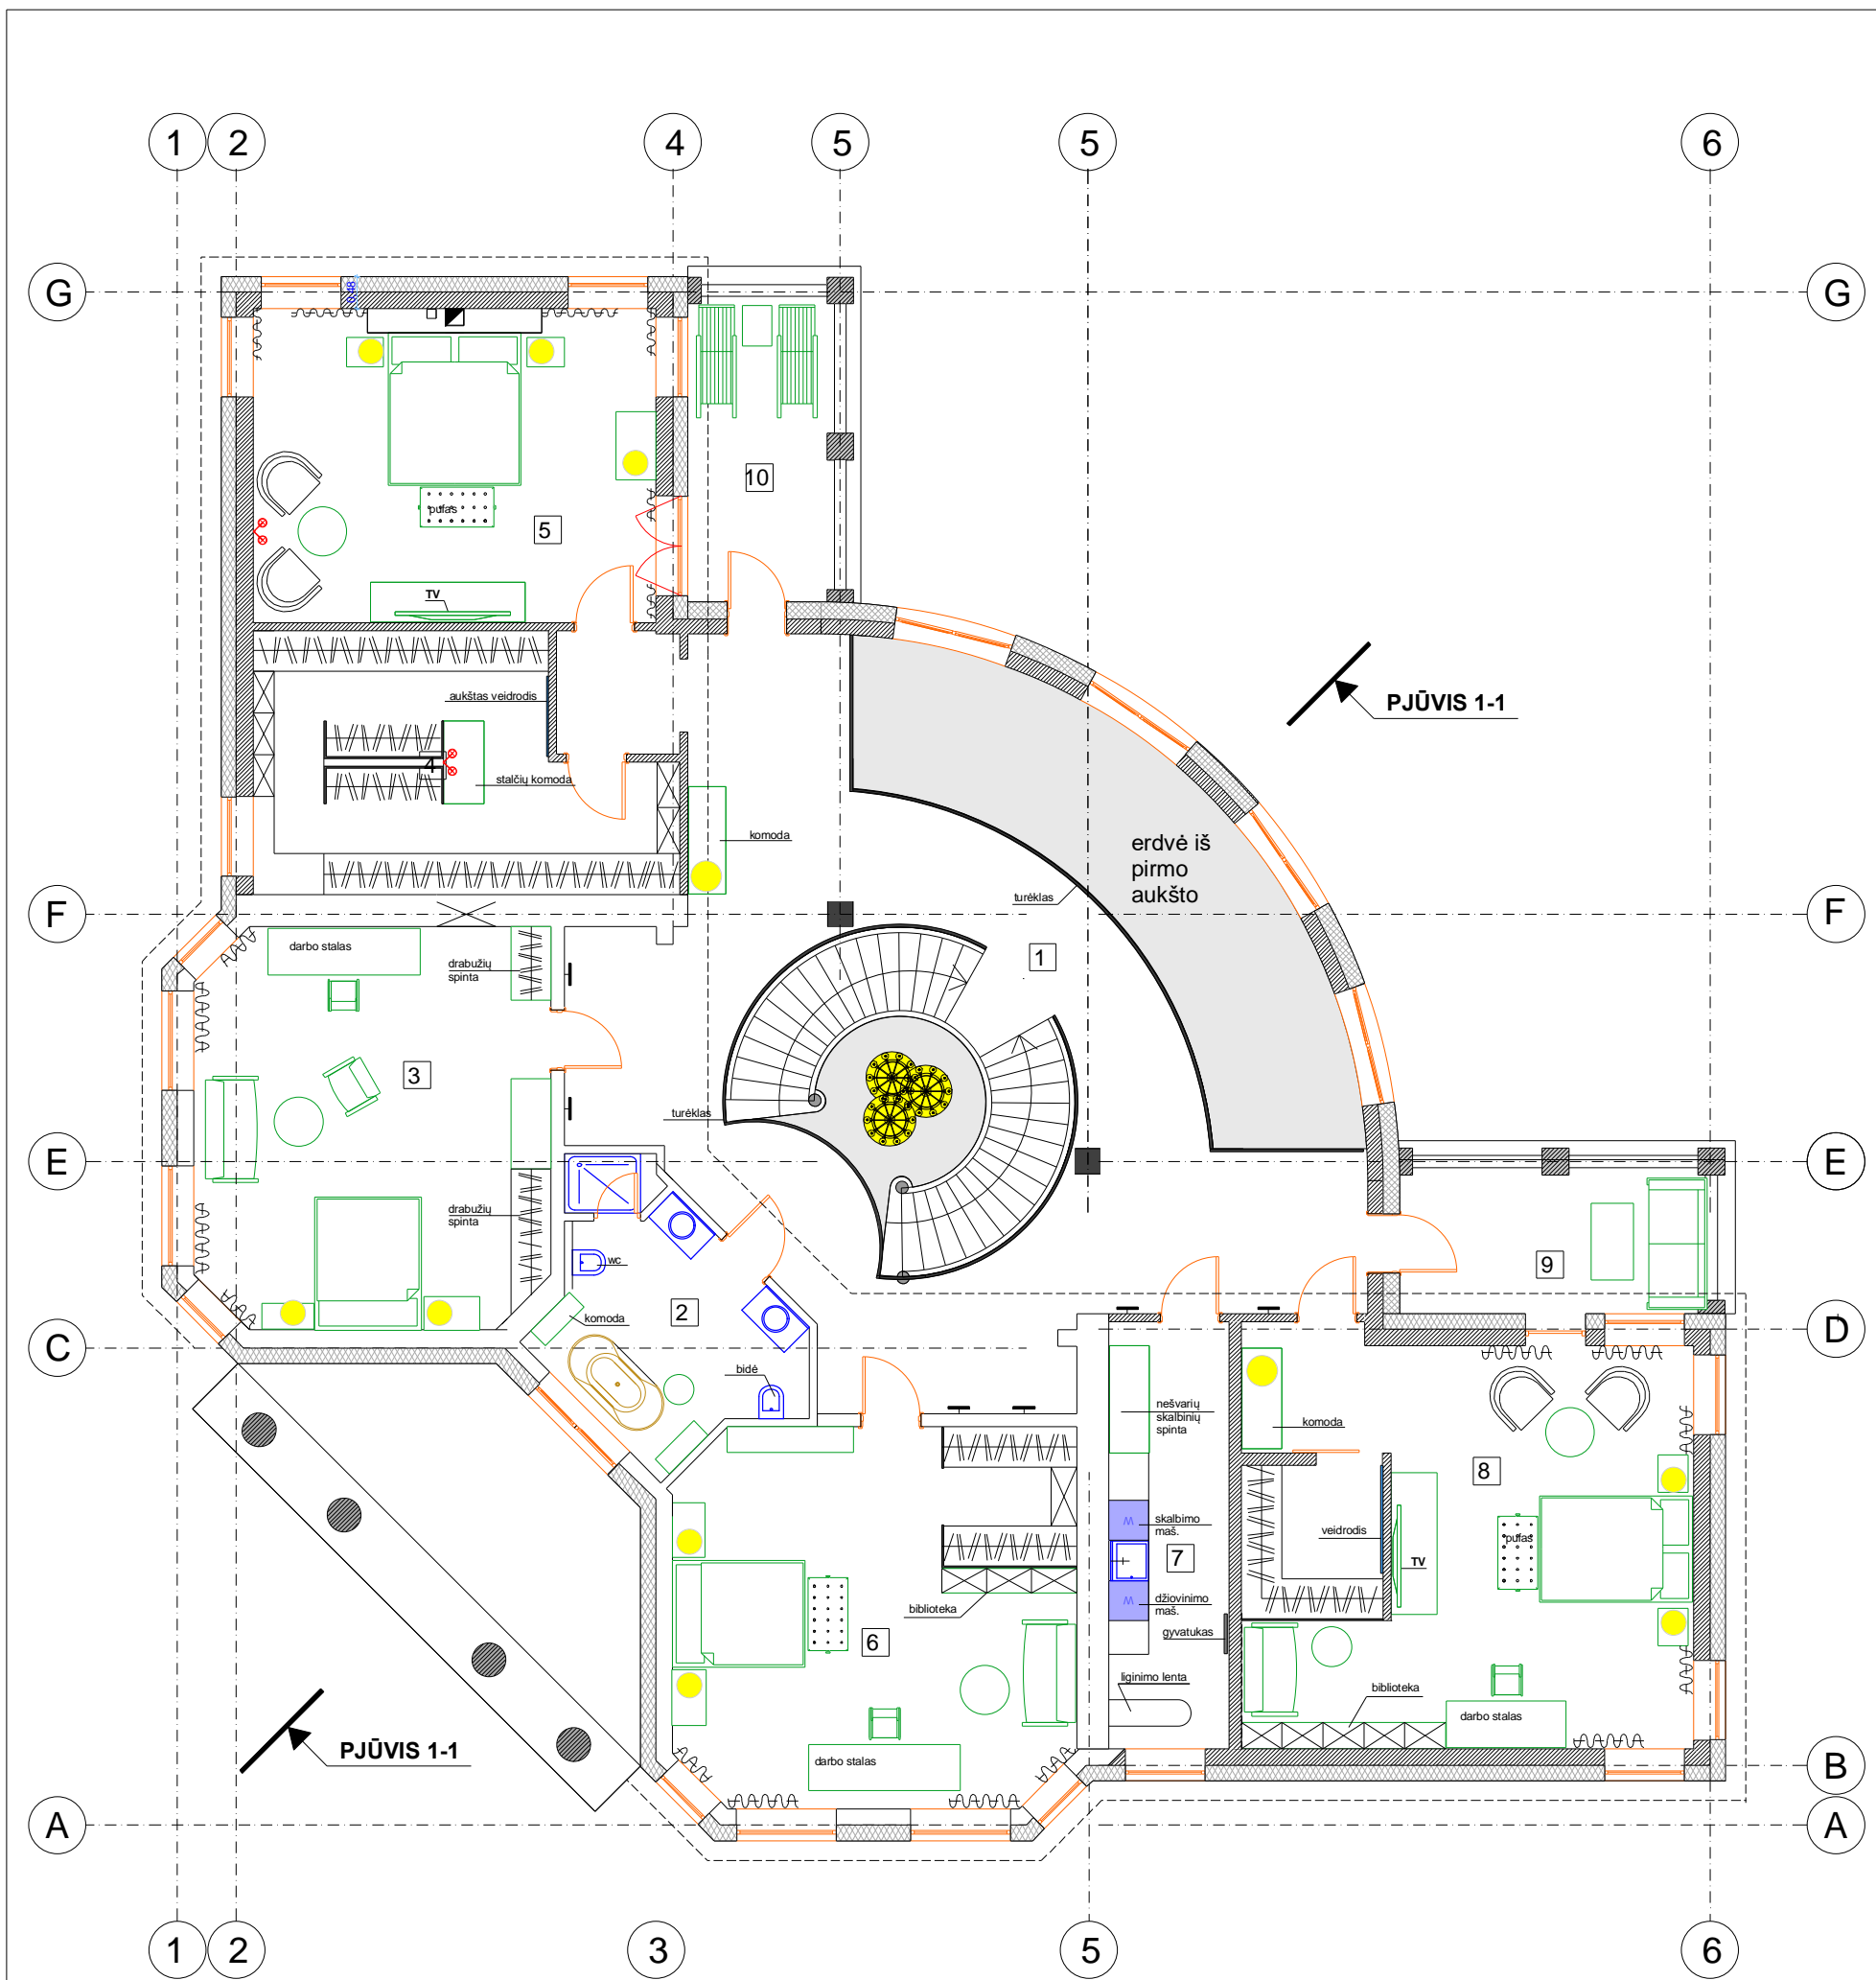 1 2 4 5 5 6
G G
0,48
10
pufas
5
TV
aukštas veidrodis
PJŪVIS 1-1
4
stalčių komoda
komoda
erdvė iš
pirmo
aukšto
turėklas
F F
darbo stalas
drabužių
spinta
1
3
turėklas
E E
drabužių
spinta
wc
9
2
komoda
C D
bidė
nešvarių
skalbinių
spinta
komoda
8
skalbimo
maš.
veidrodis
pufas
TV
7
džiovinimo
maš.
biblioteka
gyvatukas
6
liginimo lenta
biblioteka
darbo stalas
PJŪVIS 1-1
darbo stalas
B
A A
1 2 3 5 6
W
W